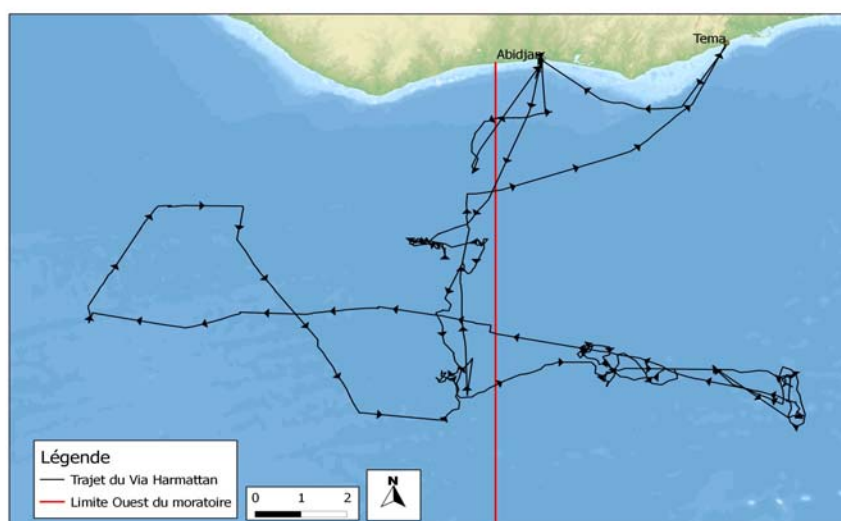 Abidjan
Tema
Légende
Trajet du Via Harmattan
Limite Ouest du moratoire
0 1 2
N